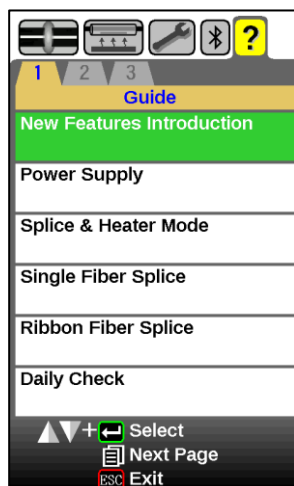 ?
1 2 3
Guide
New Features Introduction
Power Supply
Splice & Heater Mode
Single Fiber Splice
Ribbon Fiber Splice
Daily Check
+ Select
Next Page
ESC Exit